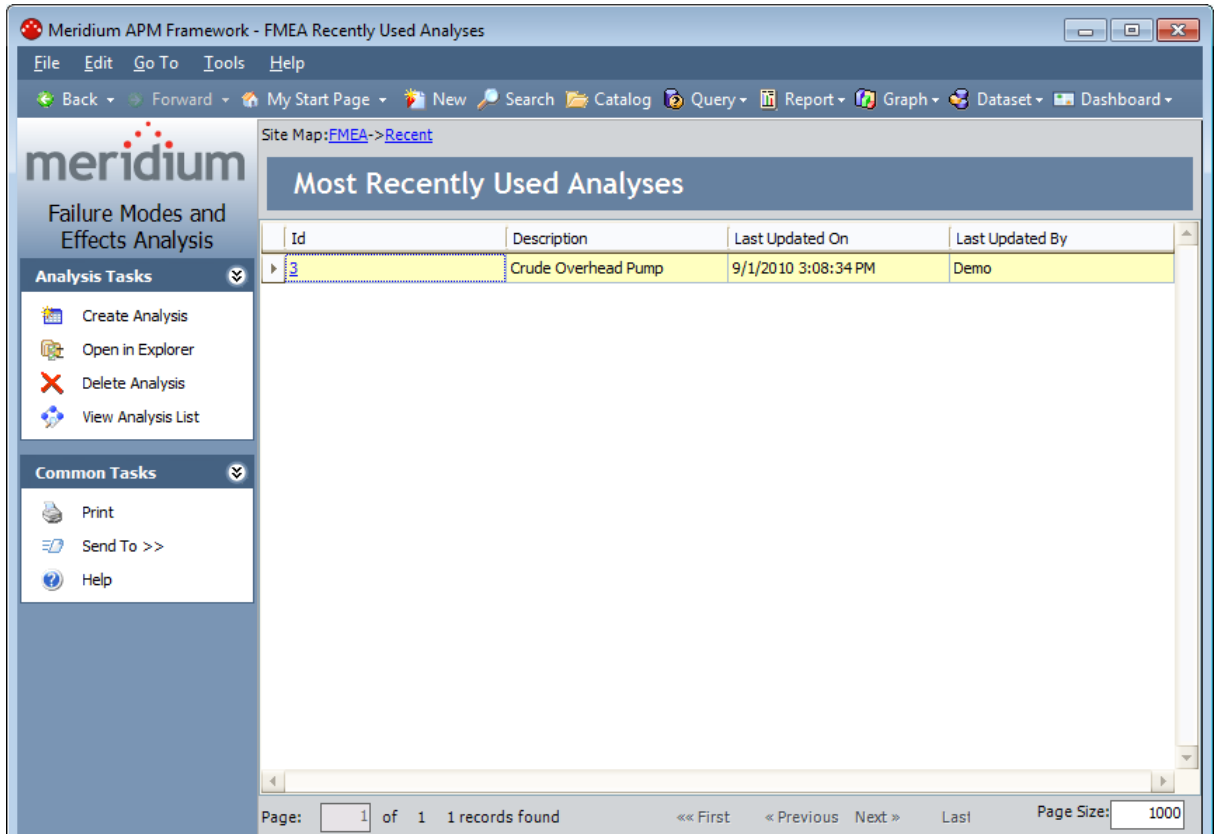 Meridium APM Framework - FMEA Recently Used Analyses
File Edit Go To Tools Help
Back Forward My Start Page New Search Catalog Query Report Graph Dataset Dashboard
Site Map:FMEA->Recent
meridium
Failure Modes and
Effects Analysis
Most Recently Used Analyses
Id Description Last Updated On Last Updated By
3 Crude Overhead Pump 9/1/2010 3:08:34 PM Demo
Analysis Tasks
Create Analysis
Open in Explorer
Delete Analysis
View Analysis List
Common Tasks
Print
Send To >>
Help
Page: 1 of 1 1 records found «« First « Previous Next » Last Page Size: 1000